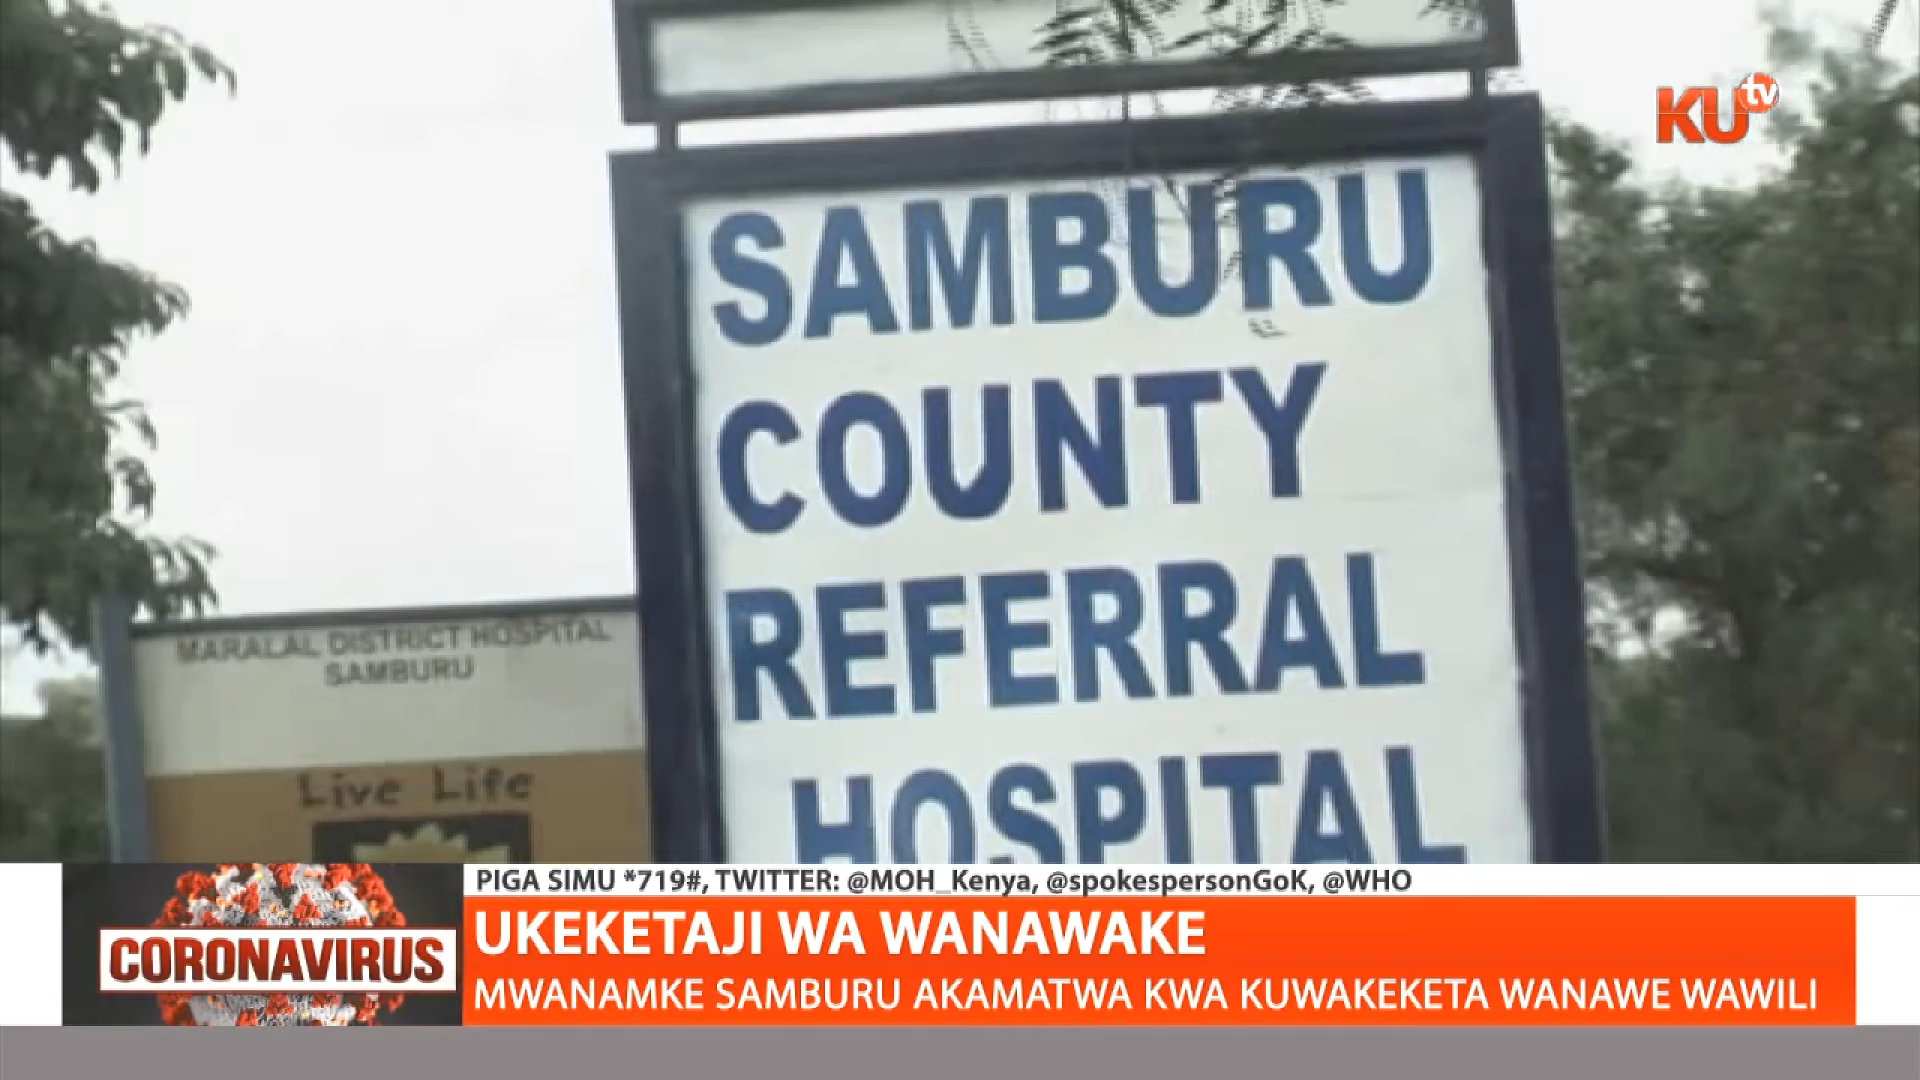 KU tv
SAMBURU
COUNTY
REFERRAL
HOSPITAL
MARALAL DISTRICT HOSPITAL
SAMBURU
Live Life
PIGA SIMU *719#, TWITTER: @MOH_Kenya, @spokespersonGoK, @WHO
CORONAVIRUS
UKEKETAJI WA WANAWAKE
MWANAMKE SAMBURU AKAMATWA KWA KUWAKEKETA WANAWE WAWILI